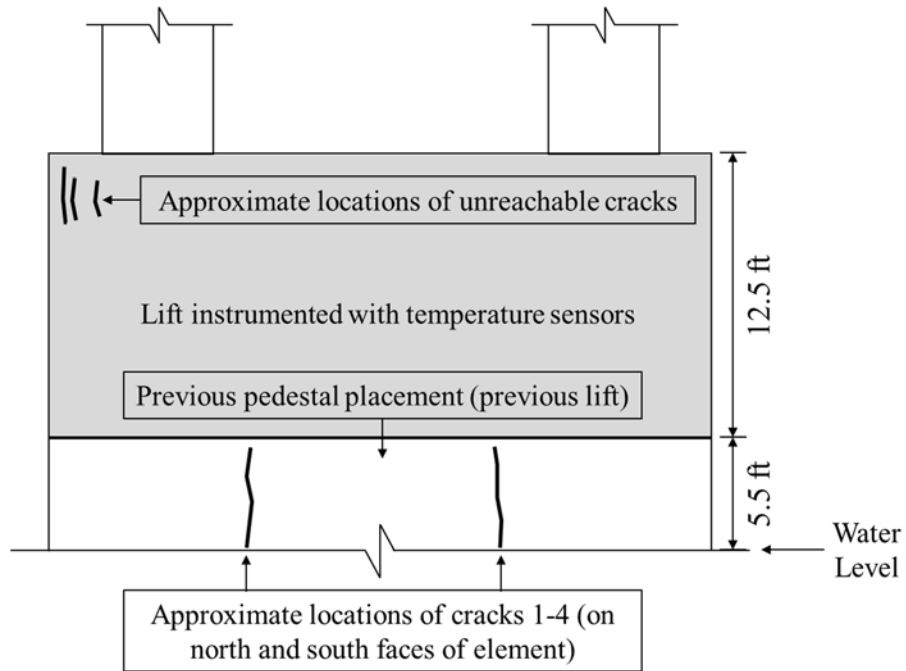 Approximate locations of unreachable cracks
Lift instrumented with temperature sensors
12.5 ft
Previous pedestal placement (previous lift)
5.5 ft
Water
Level
Approximate locations of cracks 1-4 (on
north and south faces of element)